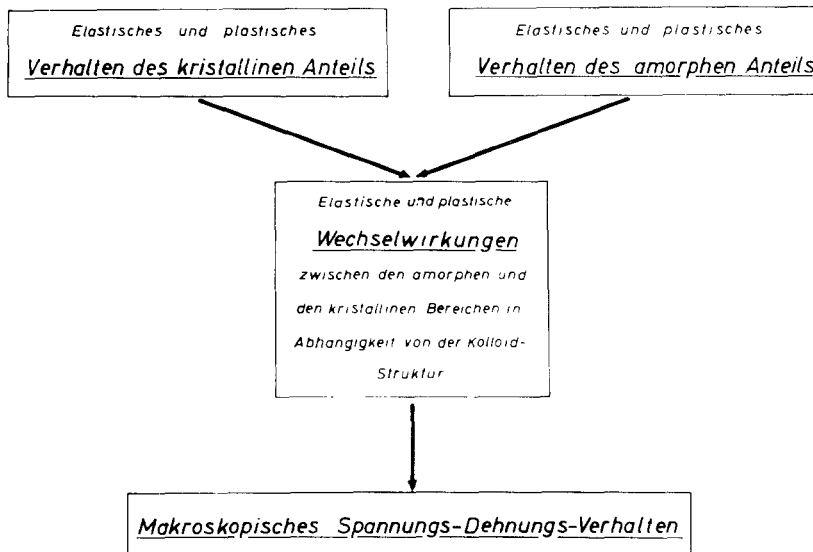 Elastisches und plastisches
Verhalten des kristallinen Anteils
Elastisches und plastisches
Verhalten des amorphen Anteils
Elastische und plastische
Wechselwirkungen
zwischen den amorphen und
den kristallinen Bereichen in
Abhangigkeit von der Kolloid-
Struktur
Makroskopisches Spannungs-Dehnungs-Verhalten